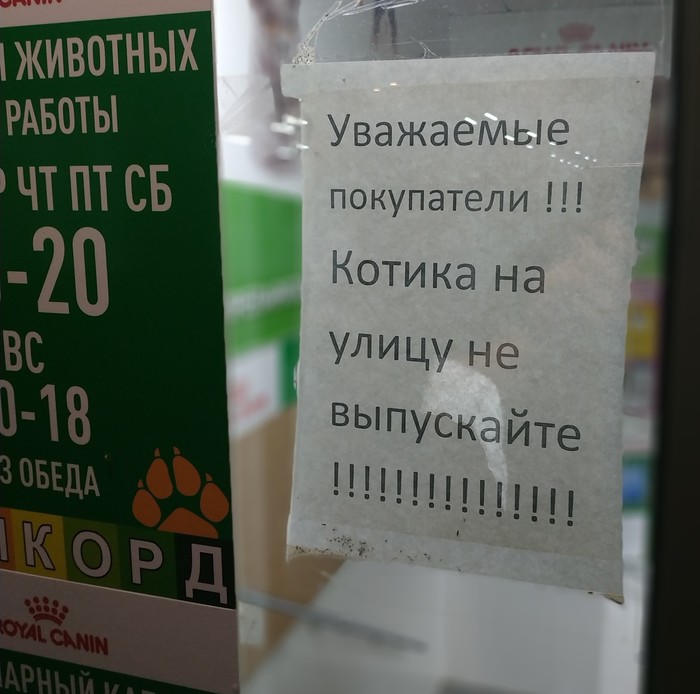 ЖИВОТНЫХ
РАБОТЫ
ЧТ ПТ СБ
-20
ВС
0-18
ОБЕДА
КОРД
ROYAL CANIN
Уважаемые
покупатели !!!
Котика на
улицу не
выпускайте
!!!!!!!!!!!!!!!